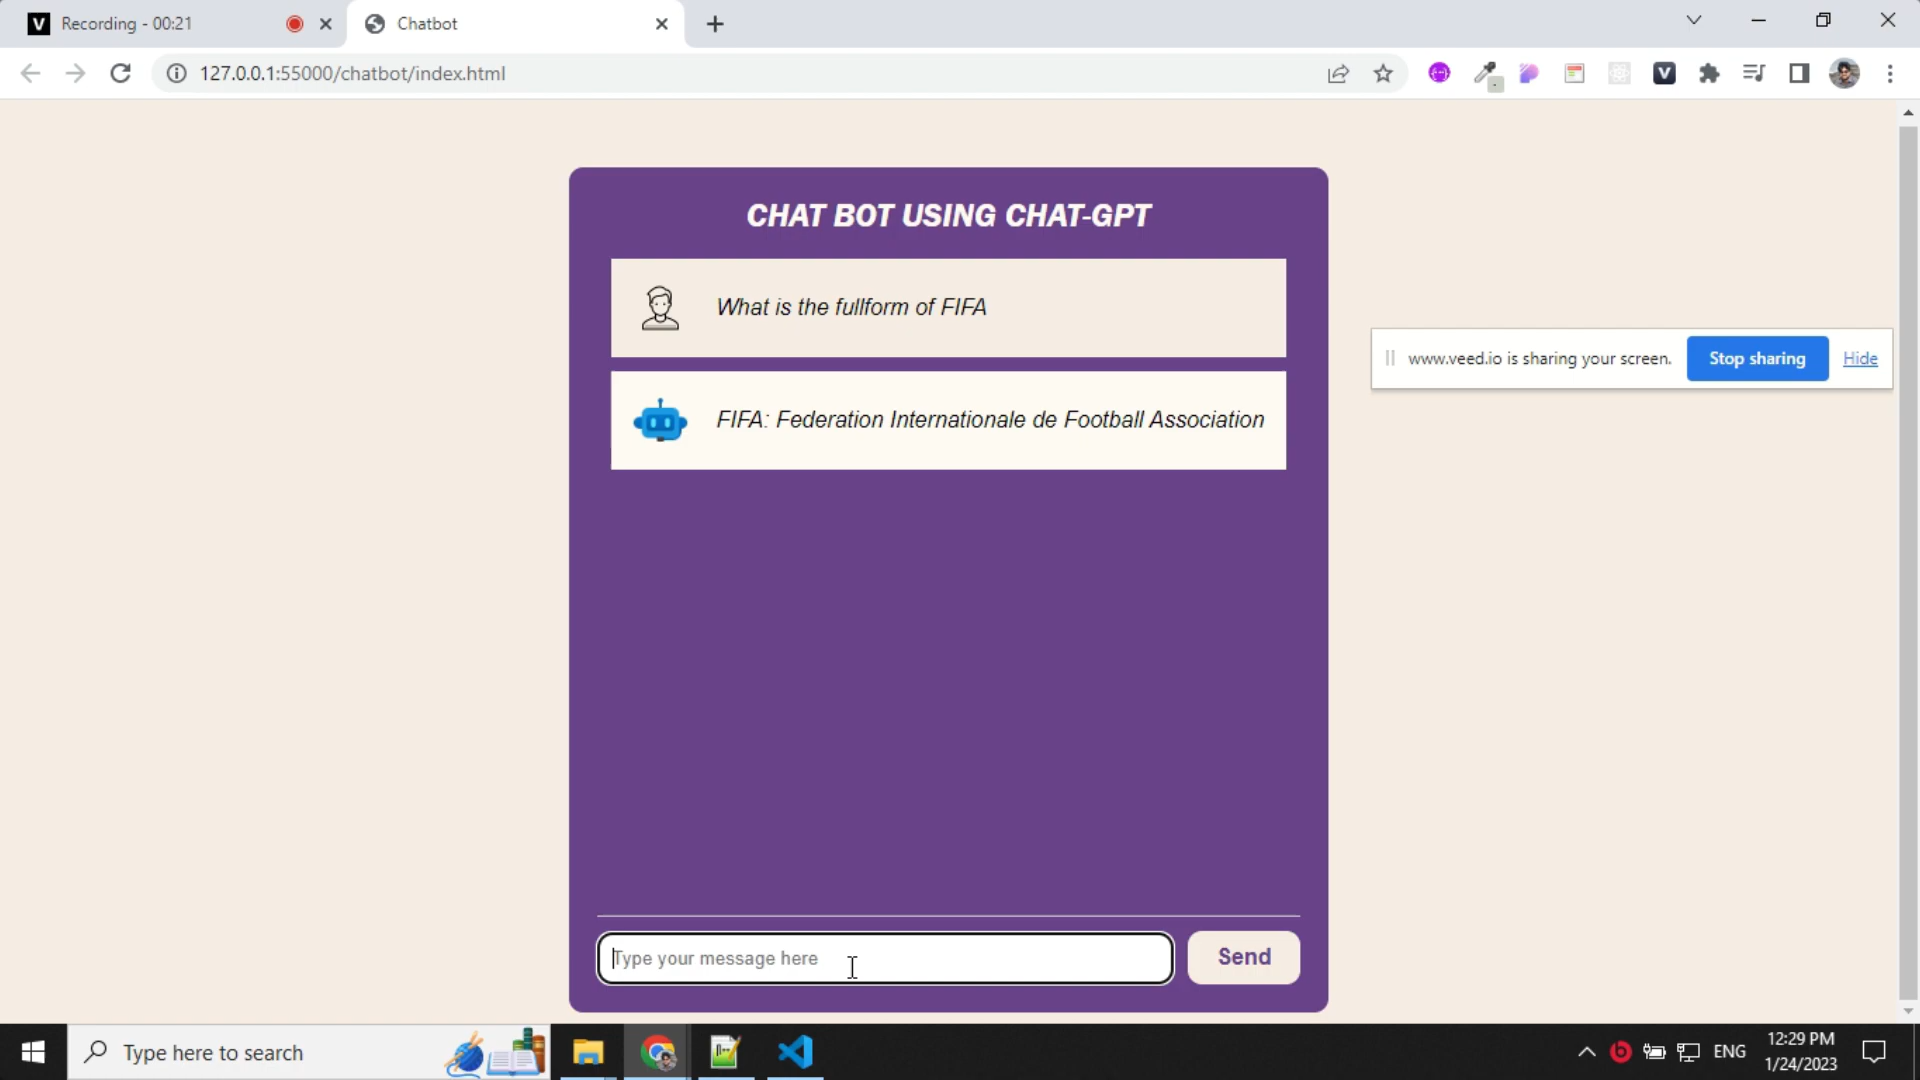 Recording - 00:21
Chatbot
127.0.0.1:55000/chatbot/index.html
CHAT BOT USING CHAT-GPT
What is the fullform of FIFA
www.veed.io is sharing your screen. Stop sharing Hide
FIFA: Federation Internationale de Football Association
Type your message here
Send
Type here to search
ENG
12:29 PM
1/24/2023